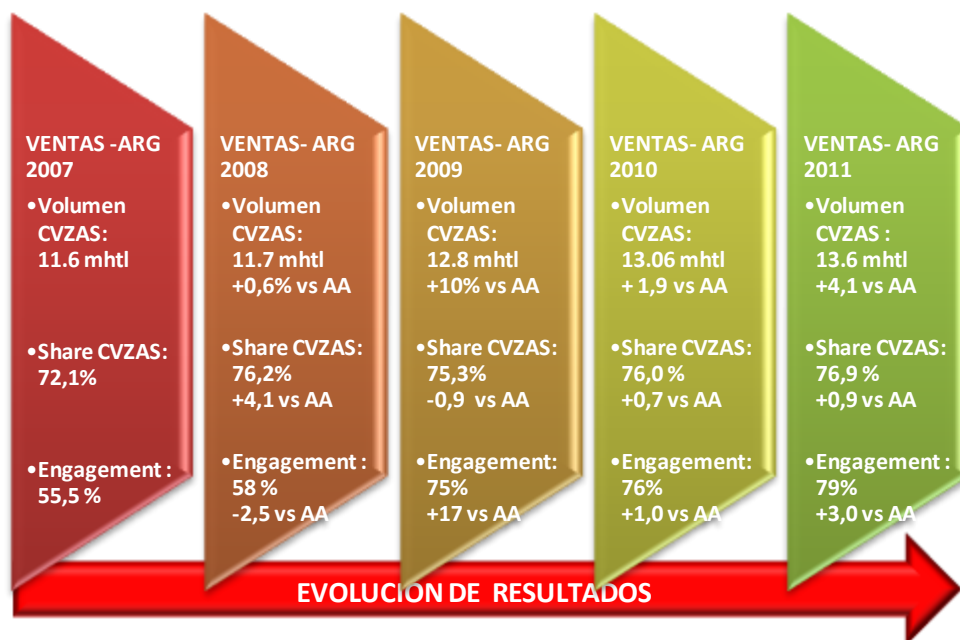 VENTAS -ARG
2007
•Volumen
CVZAS:
11.6 mhtl
•Share CVZAS:
72,1%
•Engagement :
55,5 %
VENTAS- ARG
2008
•Volumen
CVZAS:
11.7 mhtl
+0,6% vs AA
•Share CVZAS:
76,2%
+4,1 vs AA
•Engagement :
58 %
-2,5 vs AA
VENTAS- ARG
2009
•Volumen
CVZAS:
12.8 mhtl
+10% vs AA
•Share CVZAS:
75,3%
-0,9 vs AA
•Engagement:
75%
+17 vs AA
VENTAS- ARG
2010
•Volumen
CVZAS:
13.06 mhtl
+ 1,9 vs AA
•Share CVZAS:
76,0 %
+0,7 vs AA
•Engagement:
76%
+1,0 vs AA
VENTAS- ARG
2011
•Volumen
CVZAS :
13.6 mhtl
+4,1 vs AA
•Share CVZAS:
76,9 %
+0,9 vs AA
•Engagement :
79%
+3,0 vs AA
EVOLUCION DE RESULTADOS